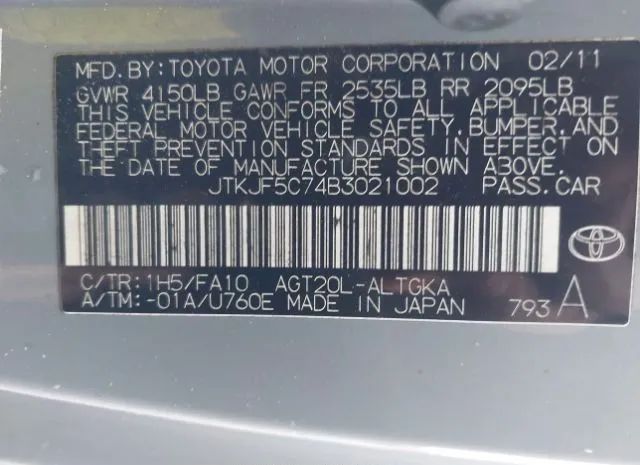 MFD. BY: TOYOTA MOTOR CORPORATION 02/11
GVWR 4150LB GAWR FR 2535LB RR 2095LB
THIS VEHICLE CONFORMS TO ALL APPLICABLE
FEDERAL MOTOR VEHICLE SAFETY, BUMPER, AND
THEFT PREVENTION STANDARDS IN EFFECT ON
THE DATE OF MANUFACTURE SHOWN ABOVE.
JTKJF5C74B3021002 PASS. CAR
C/TR: 1H5/FA10 AGT20L-ALTGKA
A/TM: -01A/U760E MADE IN JAPAN 793 A
TOYOTA